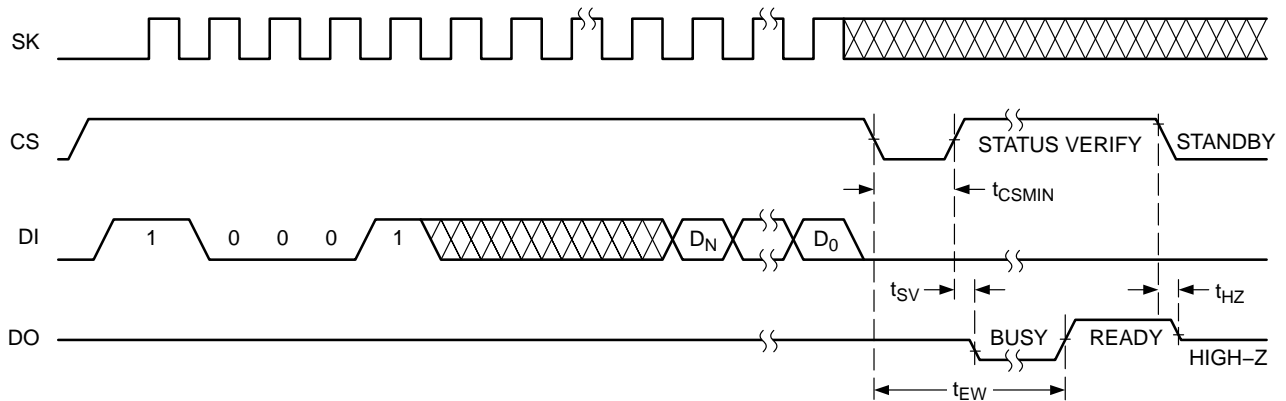 SK
CS
STATUS VERIFY
STANDBY
tCSMIN
DI
1 0 0 0 1
DN
D0
tSV
tHZ
DO
BUSY
READY
HIGH–Z
tEW